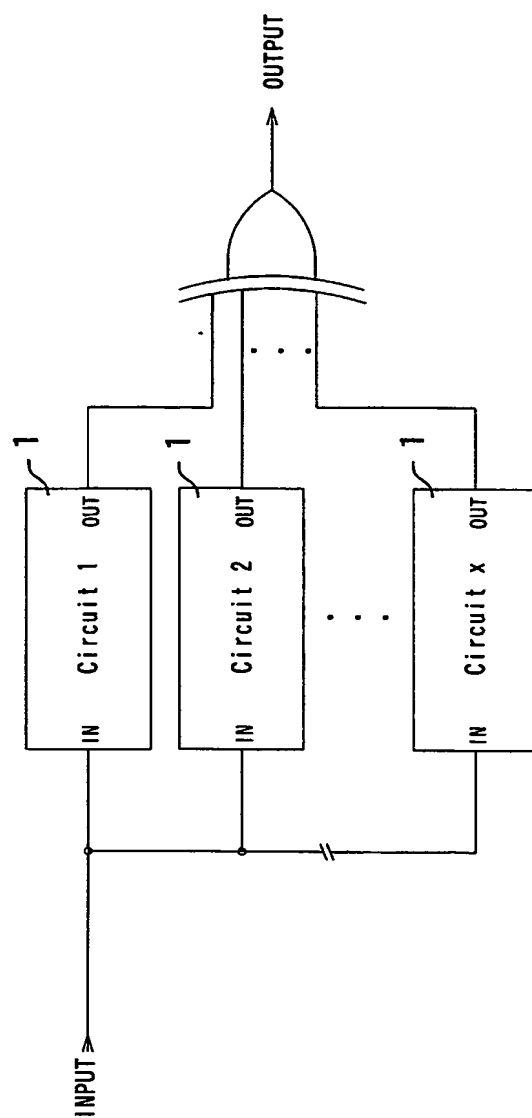 INPUT
OUTPUT
1
IN Circuit 1 OUT
1
IN Circuit 2 OUT
. . .
. . .
1
IN Circuit x OUT